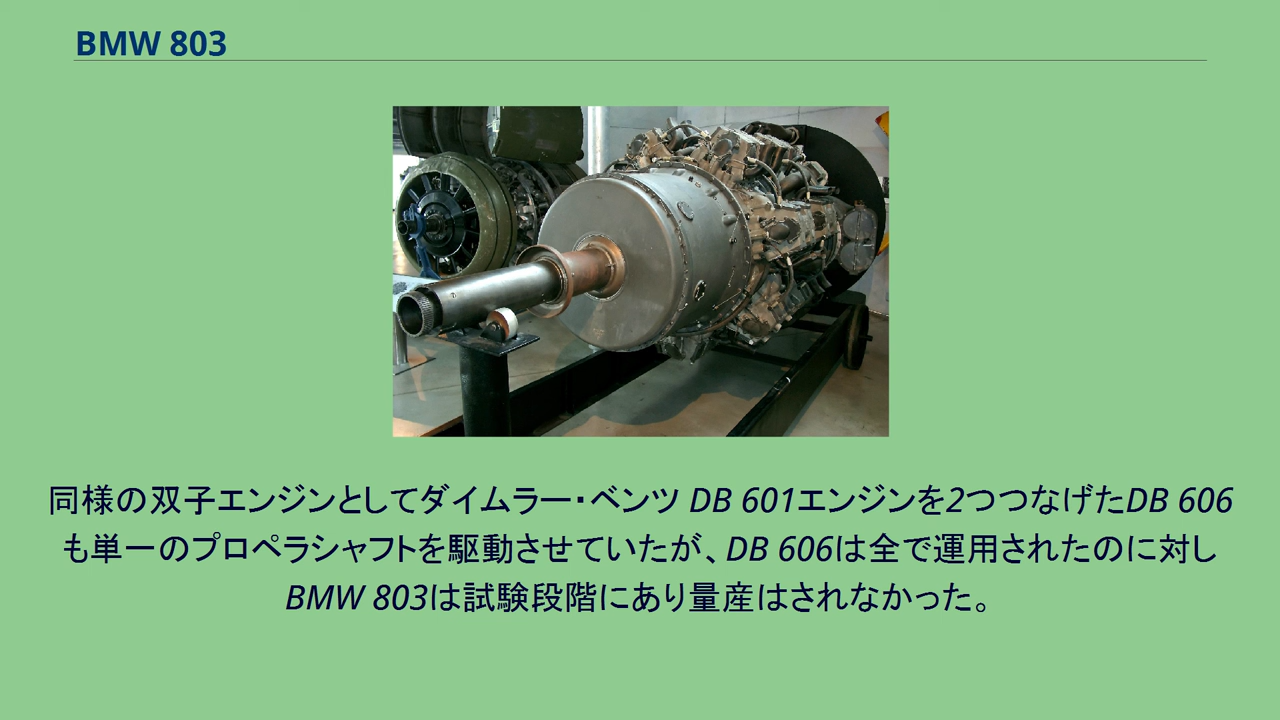 BMW 803
同様の双子エンジンとしてダイムラー・ベンツ DB 601エンジンを2つつなげたDB 606
も単一のプロペラシャフトを駆動させていたが、DB 606は全で運用されたのに対し
BMW 803は試験段階にあり量産はされなかった。